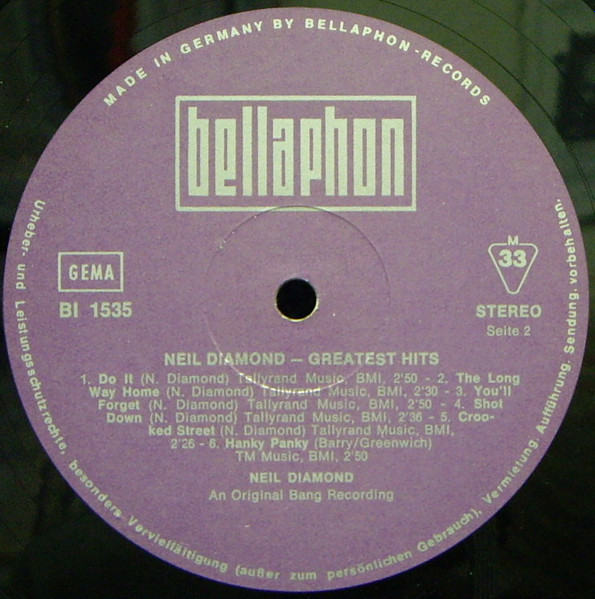 MADE IN GERMANY BY BELLAPHON-RECORDS
bellaphon
GEMA
BI 1535
M
33
STEREO
Seite 2
NEIL DIAMOND – GREATEST HITS
1. Do It (N. Diamond) Tallyrand Music, BMI, 2'50 - 2. The Long
Way Home (N. Diamond) Tallyrand Music, BMI, 2'30 - 3. You'll
Forget (N. Diamond) Tallyrand Music, BMI, 2'50 - 4. Shot
Down (N. Diamond) Tallyrand Music, BMI, 2'36 - 5. Croo-
ked Street (N. Diamond) Tallyrand Music, BMI,
2'26 - 6. Hanky Panky (Barry/Greenwich)
TM Music, BMI, 2'50
NEIL DIAMOND
An Original Bang Recording
Urheber- und Leistungsschutzrechte, besonders Vervielfältigung (außer zum persönlichen Gebrauch), Vermietung, Aufführung, Sendung, vorbehalten.